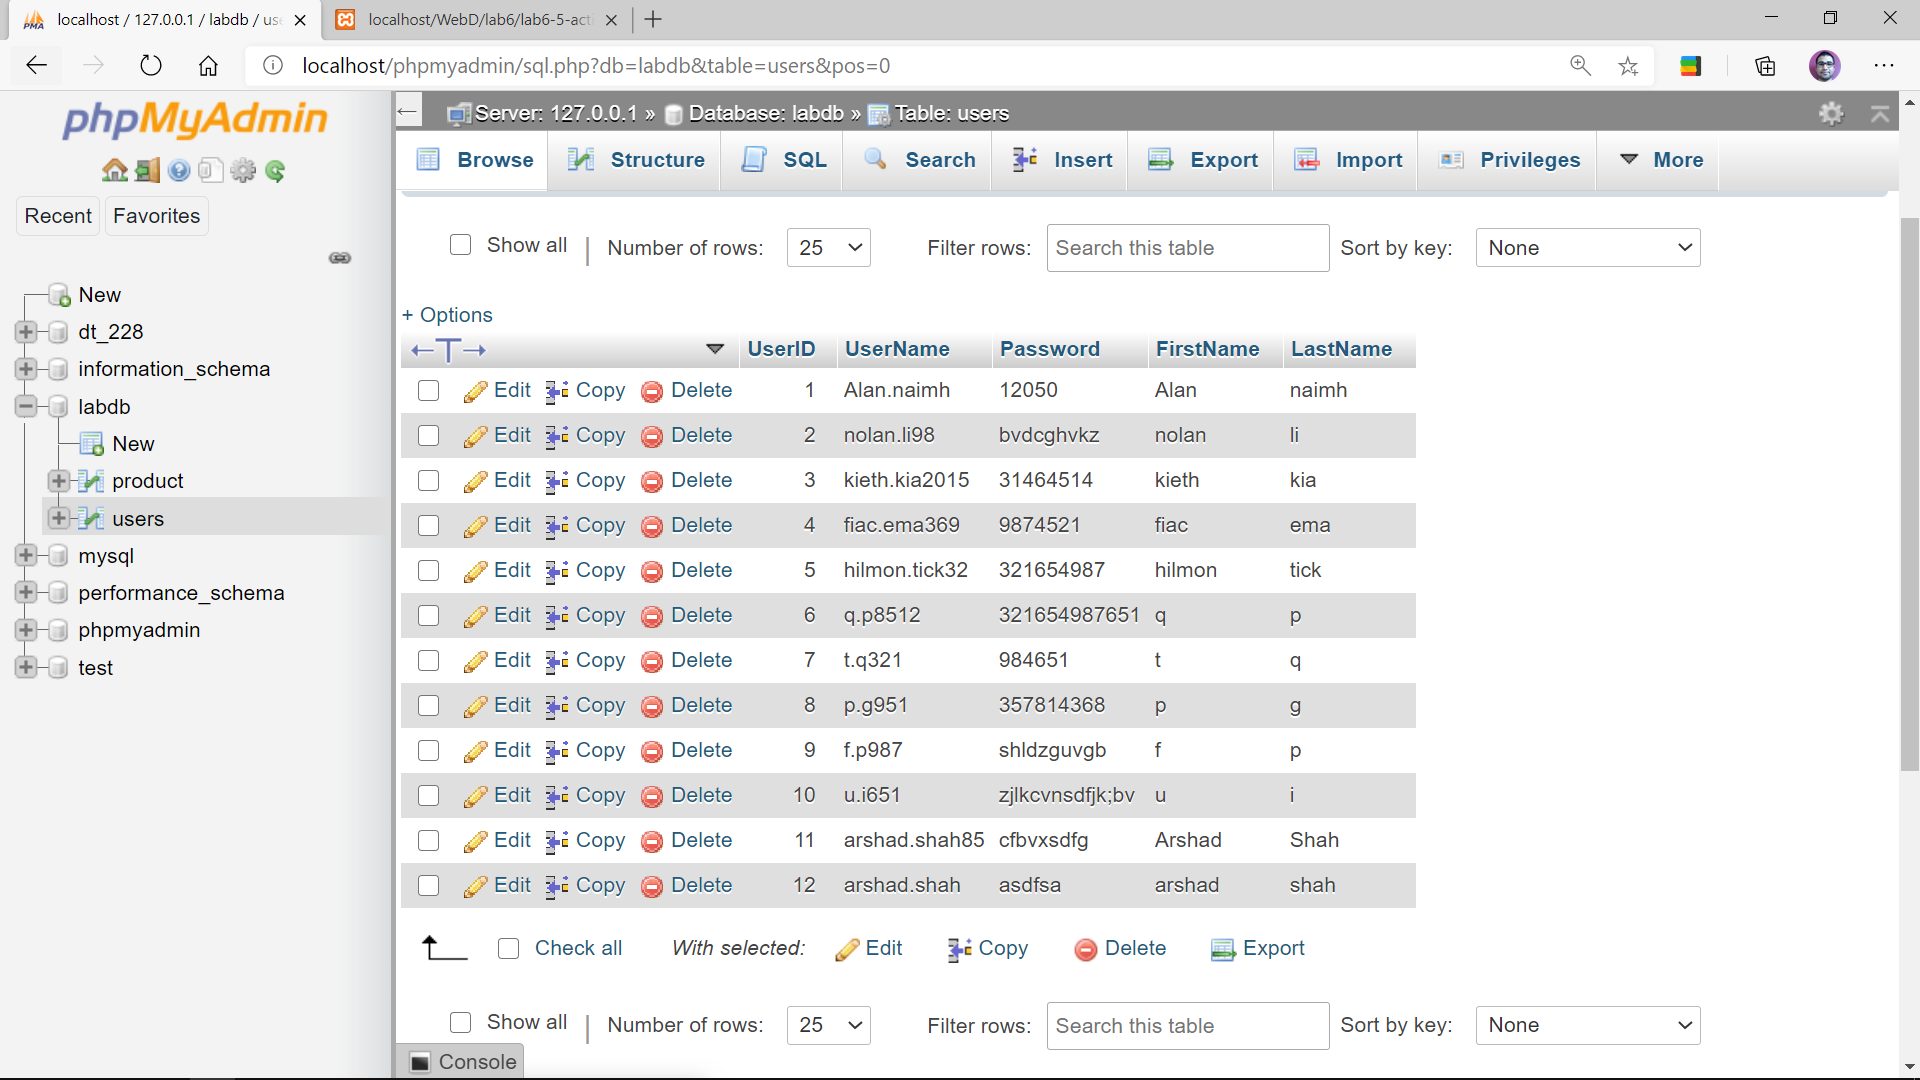 localhost / 127.0.0.1 / labdb / us
localhost/WebD/lab6/lab6-5-act
localhost/phpmyadmin/sql.php?db=labdb&table=users&pos=0
PMA
phpMyAdmin
Recent
Favorites
New
dt_228
information_schema
labdb
New
product
users
mysql
performance_schema
phpmyadmin
test
Server: 127.0.0.1 » Database: labdb » Table: users
Browse Structure SQL Search Insert Export Import Privileges More
Show all | Number of rows: 25 Filter rows: Search this table Sort by key: None
+ Options
←T→ UserID UserName Password FirstName LastName
Edit Copy Delete 1 Alan.naimh 12050 Alan naimh
Edit Copy Delete 2 nolan.li98 bvdcghvkz nolan li
Edit Copy Delete 3 kieth.kia2015 31464514 kieth kia
Edit Copy Delete 4 fiac.ema369 9874521 fiac ema
Edit Copy Delete 5 hilmon.tick32 321654987 hilmon tick
Edit Copy Delete 6 q.p8512 321654987651 q p
Edit Copy Delete 7 t.q321 984651 t q
Edit Copy Delete 8 p.g951 357814368 p g
Edit Copy Delete 9 f.p987 shldzguvgb f p
Edit Copy Delete 10 u.i651 zjlkcvnsdfjk;bv u i
Edit Copy Delete 11 arshad.shah85 cfbvxsdfg Arshad Shah
Edit Copy Delete 12 arshad.shah asdfsa arshad shah
Check all With selected: Edit Copy Delete Export
Show all | Number of rows: 25 Filter rows: Search this table Sort by key: None
Console